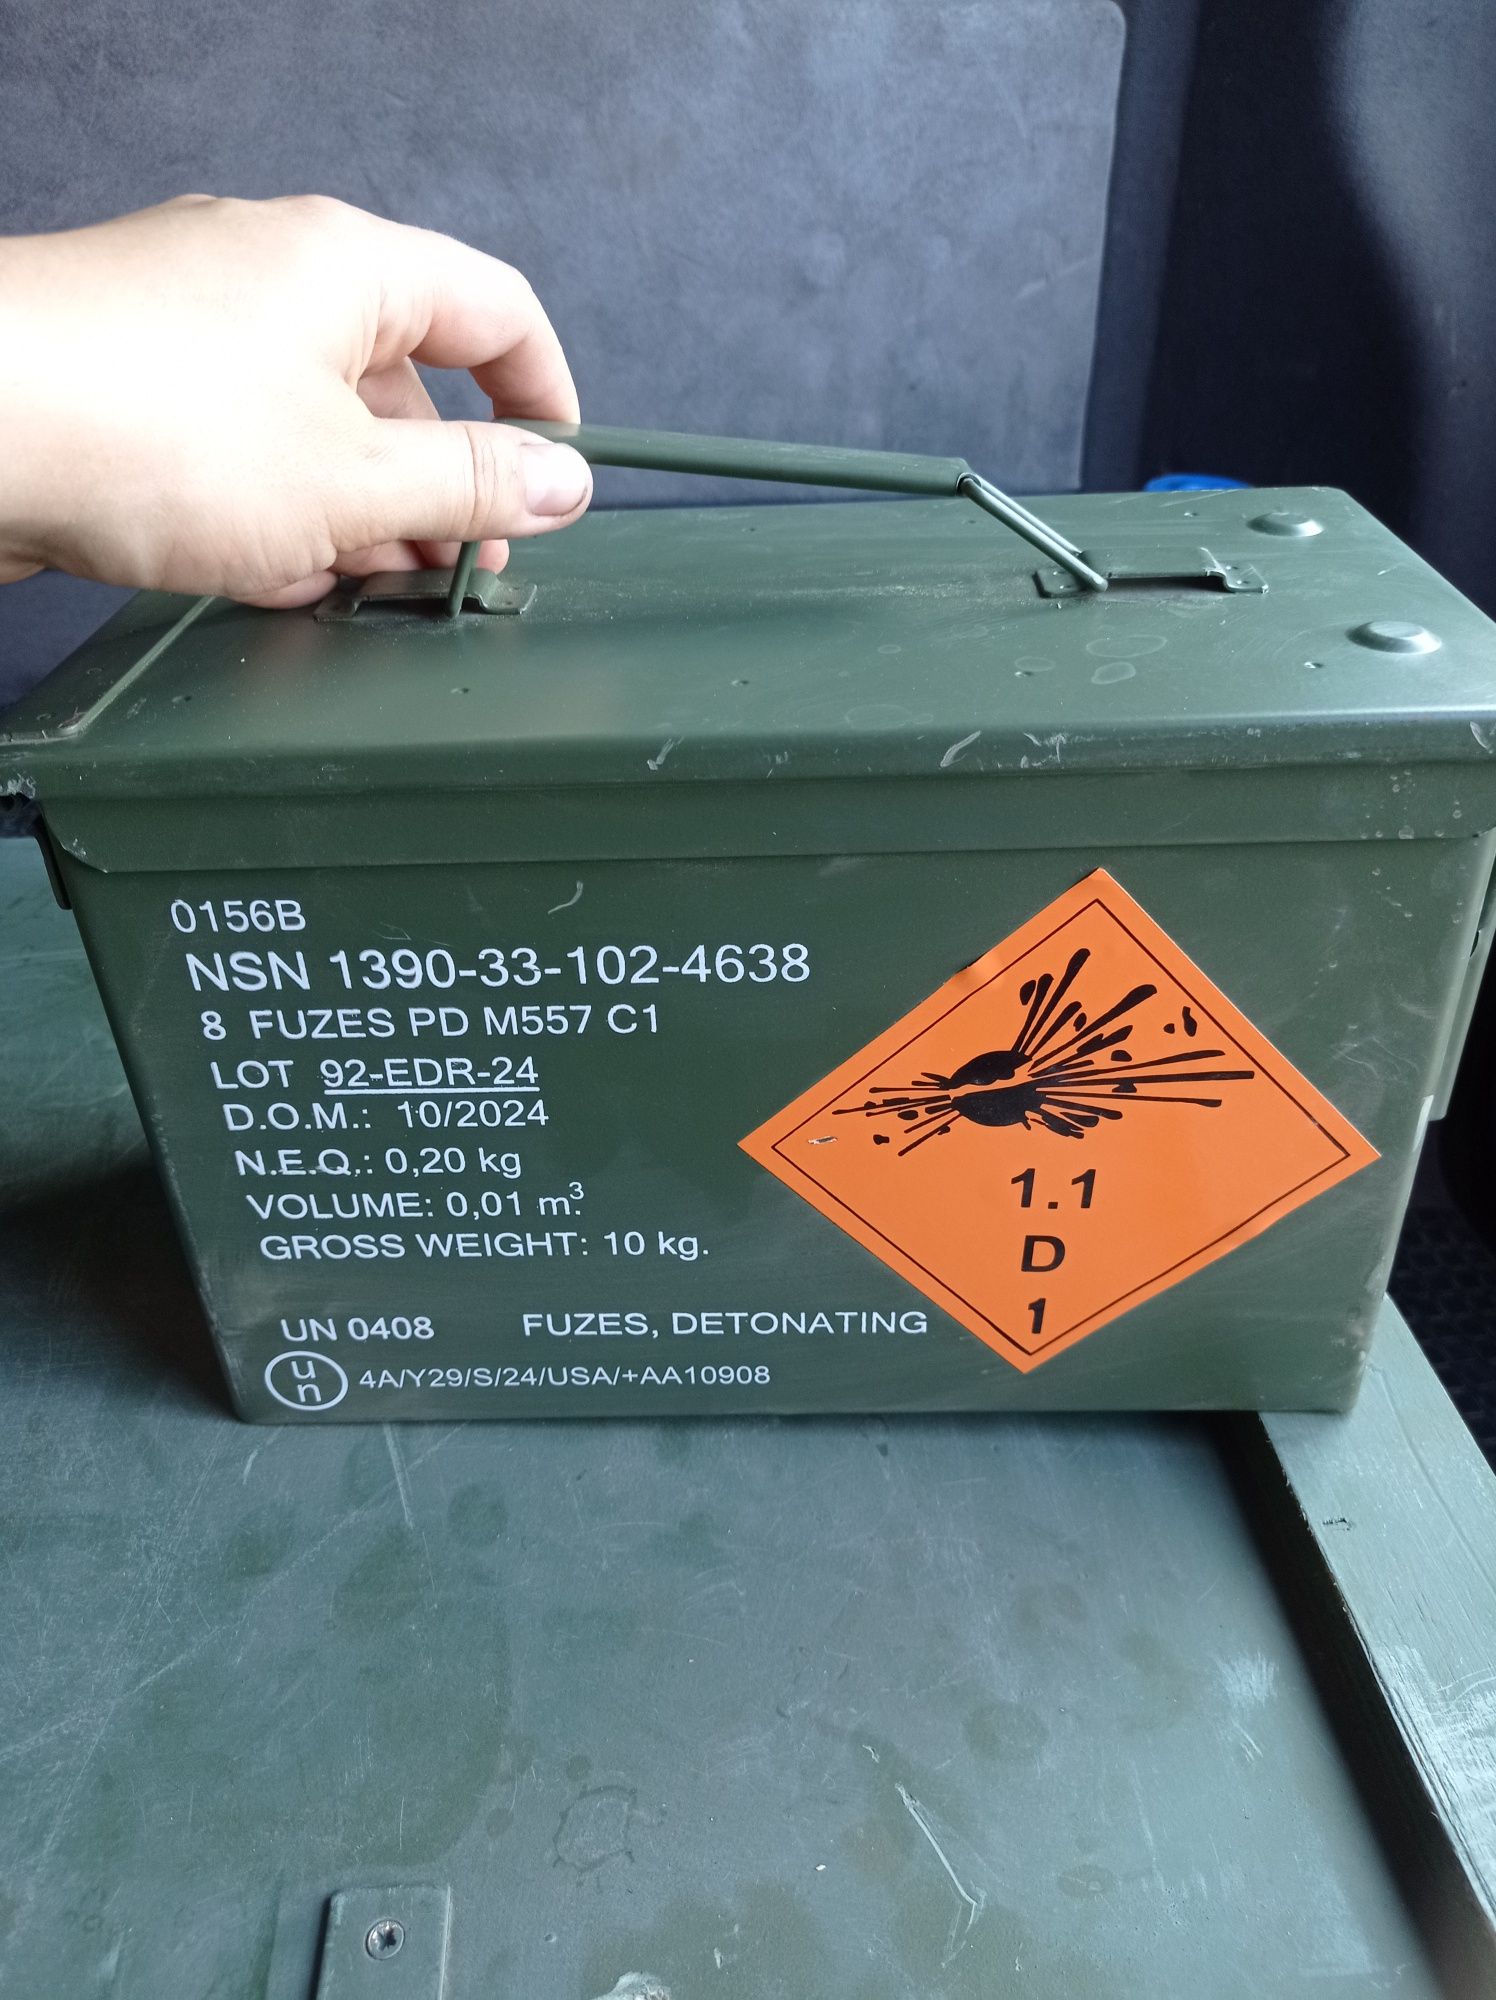 0156B
NSN 1390-33-102-4638
8 FUZES PD M557 C1
LOT 92-EDR-24
D.O.M.: 10/2024
N.E.Q.: 0,20 kg
VOLUME: 0,01 m³.
GROSS WEIGHT: 10 kg.
1.1
D
1
UN 0408 FUZES, DETONATING
un 4A/Y29/S/24/USA/+AA10908